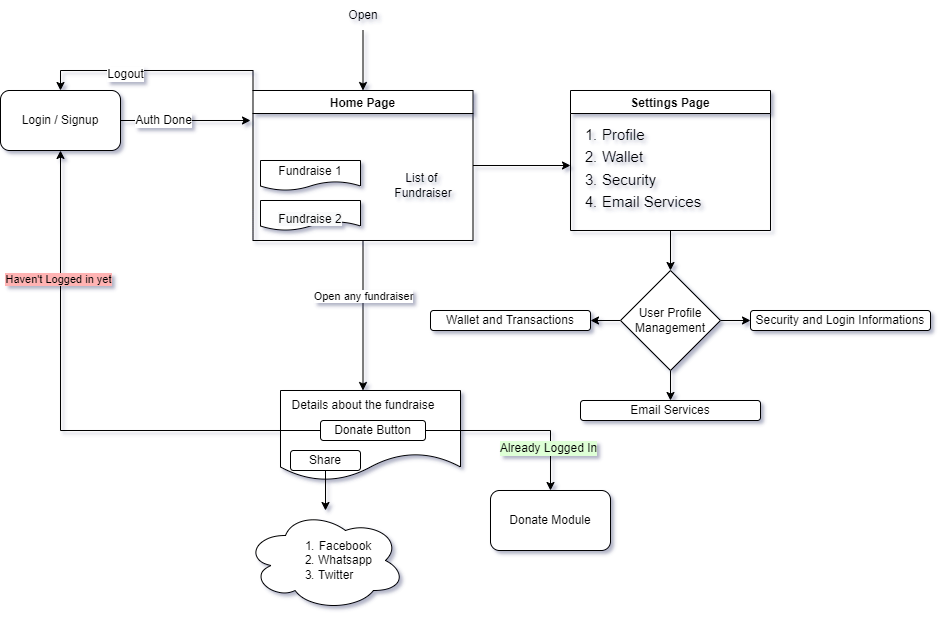 Open
Logout
Home Page
Settings Page
Login / Signup
Auth Done
1. Profile
2. Wallet
3. Security
4. Email Services
Fundraise 1
List of
Fundraiser
Fundraise 2
Haven't Logged in yet
Open any fundraiser
Wallet and Transactions
User Profile
Management
Security and Login Informations
Email Services
Details about the fundraise
Donate Button
Already Logged In
Share
Donate Module
1. Facebook
2. Whatsapp
3. Twitter